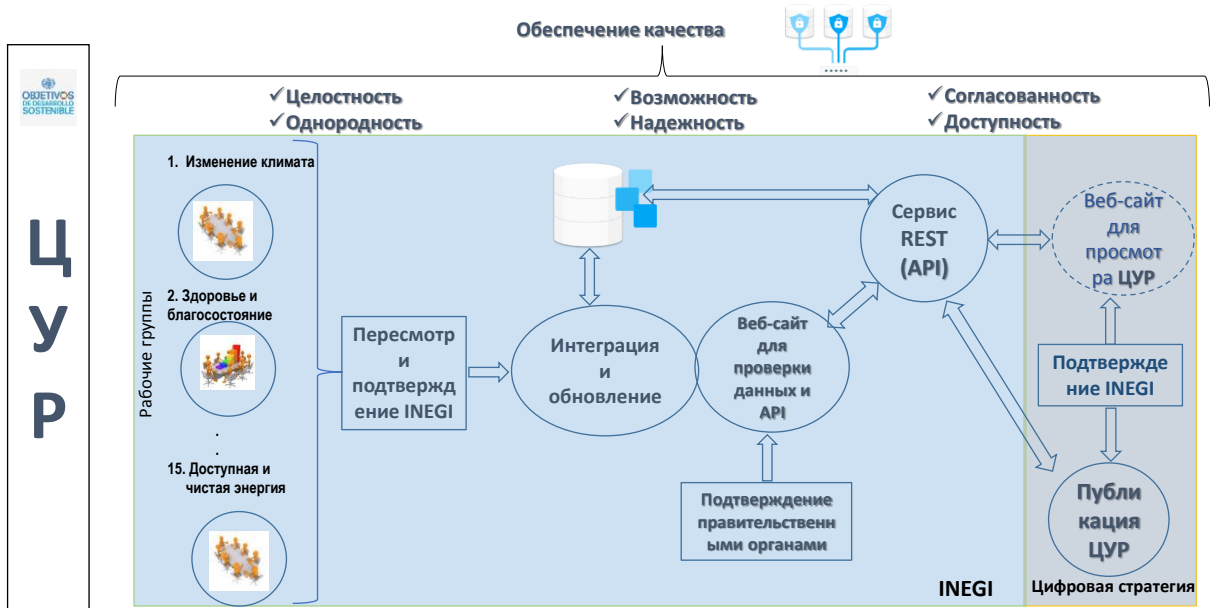 Обеспечение качества
OBJETIVOS
DE DESARROLLO
SOSTENIBLE
Ц
У
Р
✓Целостность
✓Однородность
✓Возможность
✓Надежность
✓Согласованность
✓Доступность
Рабочие группы
1. Изменение климата
2. Здоровье и
благосостояние
.
.
15. Доступная и
чистая энергия
Пересмотр
и
подтвержд
ение INEGI
Интеграция
и
обновление
Веб-сайт
для
проверки
данных и
API
Подтверждение
правительственн
ыми органами
Сервис
REST
(API)
Веб-сайт
для
просмот
ра ЦУР
Подтвержде
ние INEGI
Публи
кация
ЦУР
INEGI
Цифровая стратегия